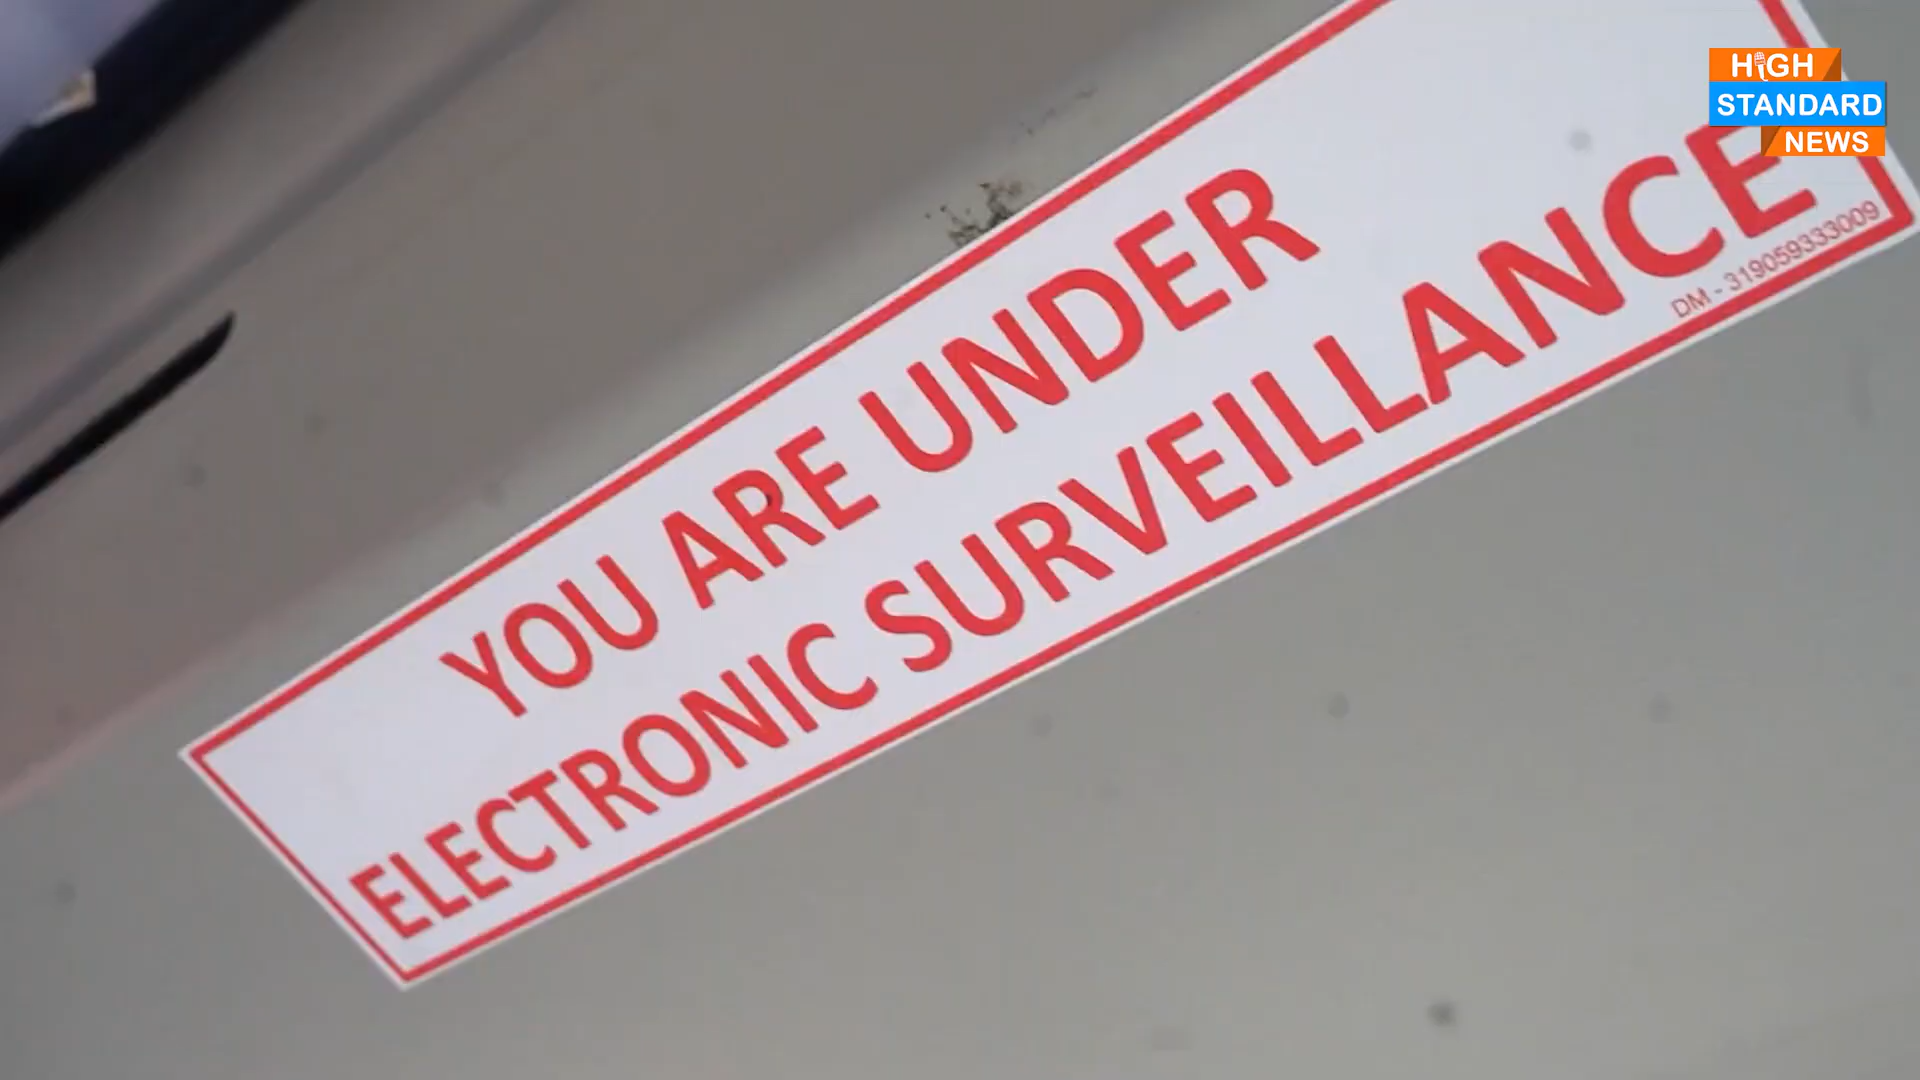 HIGH
STANDARD
NEWS
YOU ARE UNDER
ELECTRONIC SURVEILLANCE
DM - 319059333009